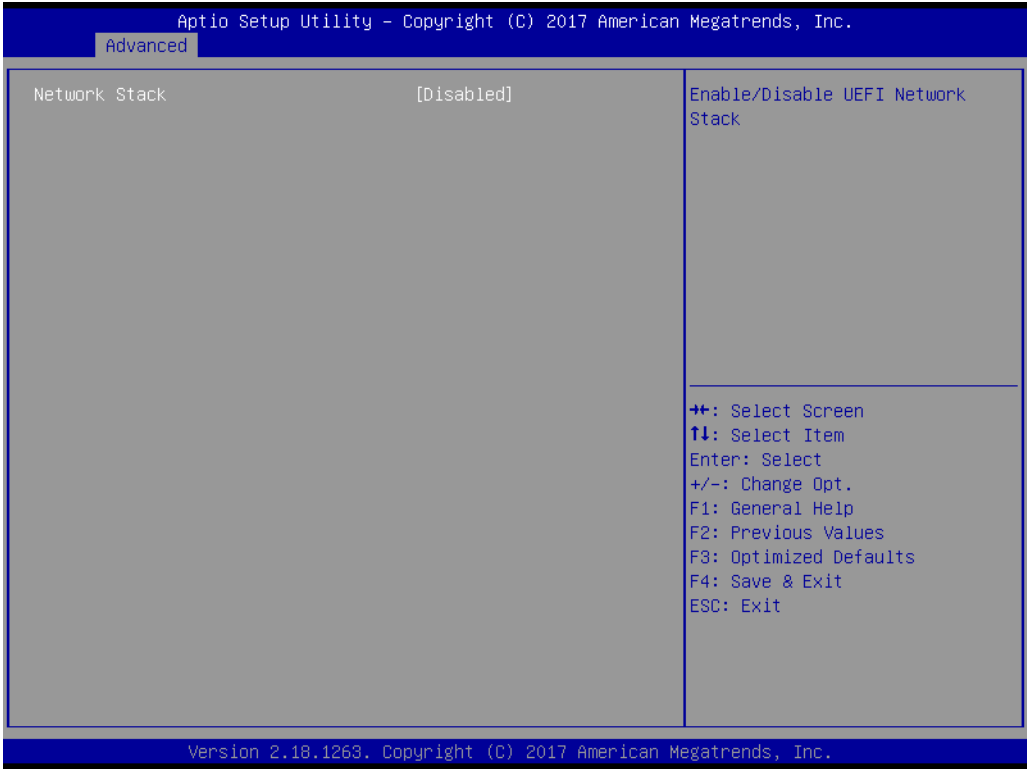 Aptio Setup Utility – Copyright (C) 2017 American Megatrends, Inc.
Advanced
Network Stack [Disabled]
Enable/Disable UEFI Network
Stack
→←: Select Screen
↑↓: Select Item
Enter: Select
+/-: Change Opt.
F1: General Help
F2: Previous Values
F3: Optimized Defaults
F4: Save & Exit
ESC: Exit
Version 2.18.1263. Copyright (C) 2017 American Megatrends, Inc.